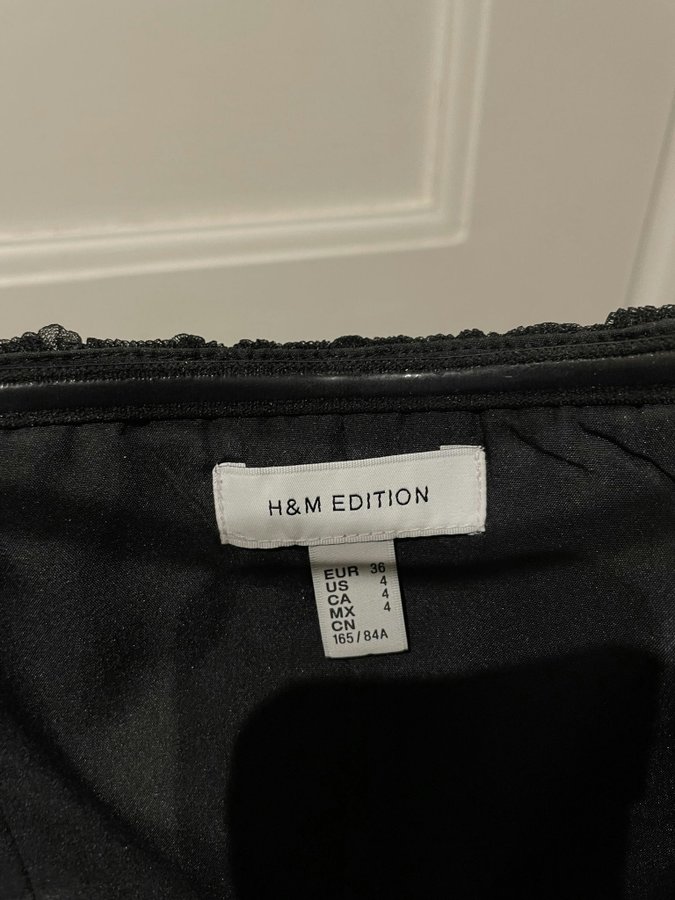 H&M EDITION
EUR 36
US 4
CA 4
MX 4
CN
165/84A